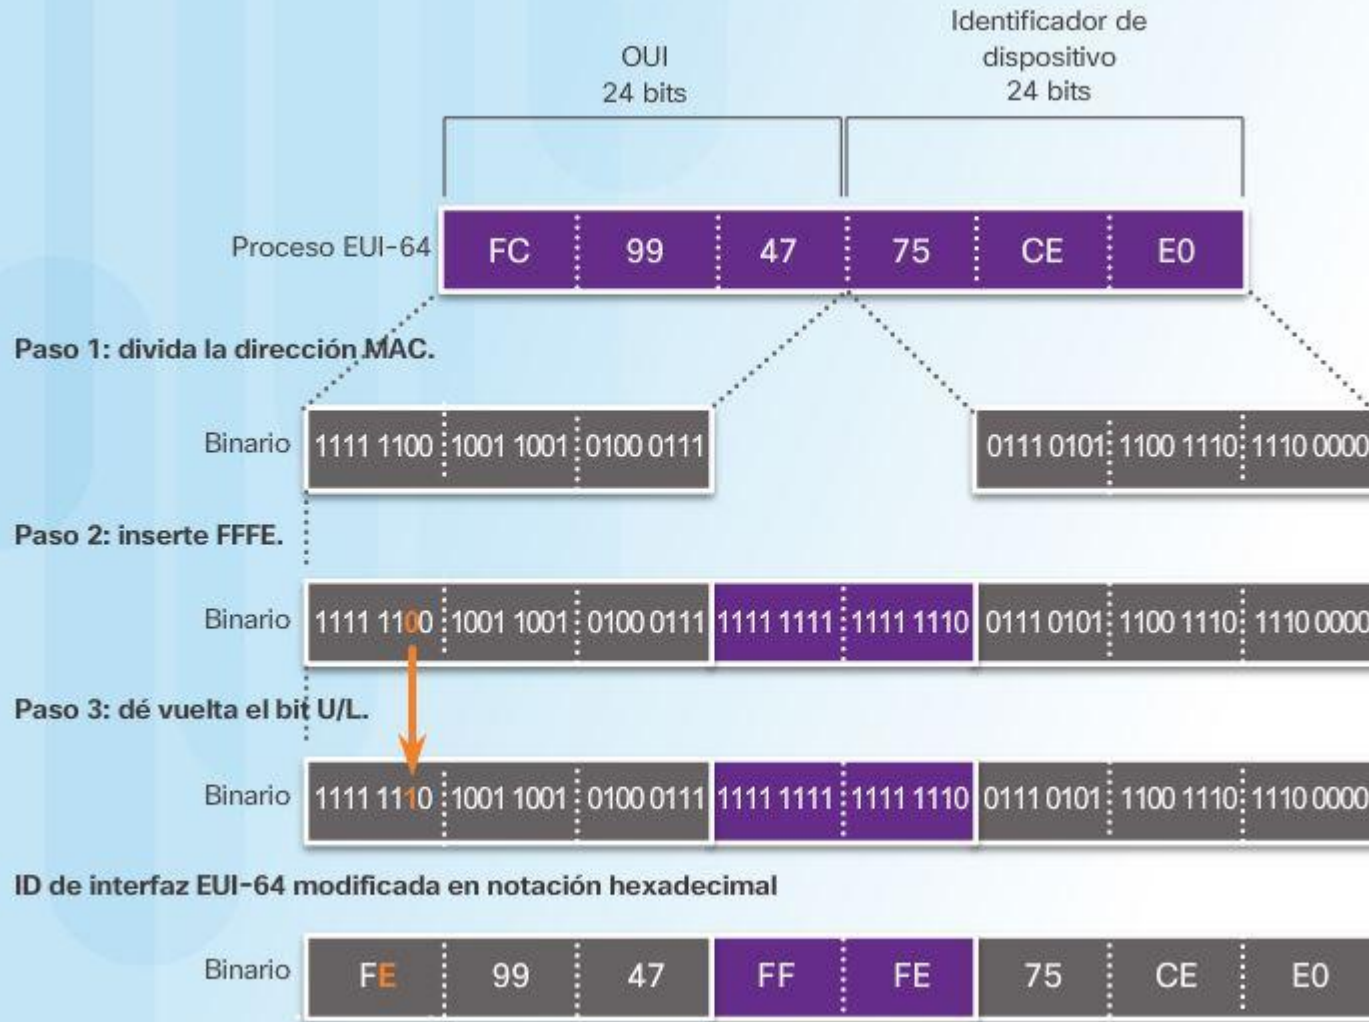 OUI
24 bits
Identificador de
dispositivo
24 bits
Proceso EUI-64 FC 99 47 75 CE E0
Paso 1: divida la dirección MAC.
Binario 1111 1100 1001 1001 0100 0111 0111 0101 1100 1110 1110 0000
Paso 2: inserte FFFE.
Binario 1111 1100 1001 1001 0100 0111 1111 1111 1111 1110 0111 0101 1100 1110 1110 0000
Paso 3: dé vuelta el bit U/L.
Binario 1111 1110 1001 1001 0100 0111 1111 1111 1111 1110 0111 0101 1100 1110 1110 0000
ID de interfaz EUI-64 modificada en notación hexadecimal
Binario FE 99 47 FF FE 75 CE E0